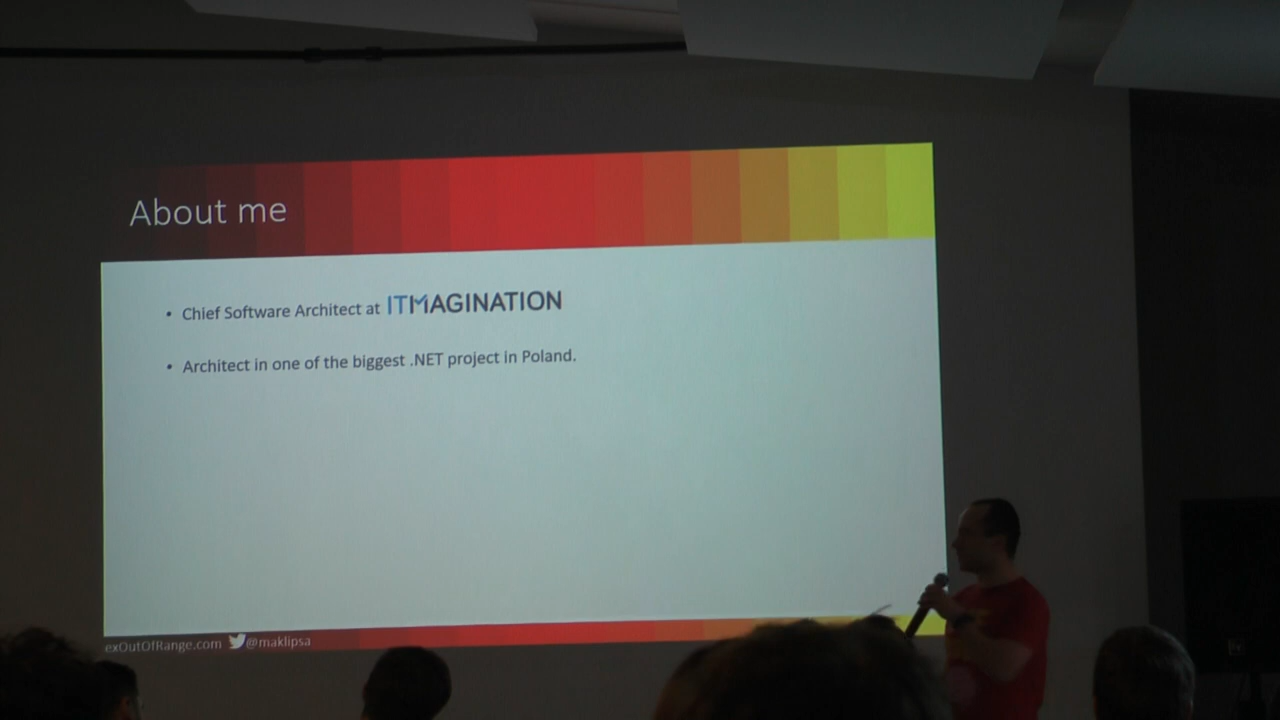 About me
• Chief Software Architect at ITMAGINATION
• Architect in one of the biggest .NET project in Poland.
exOutOfRange.com @maklipsa